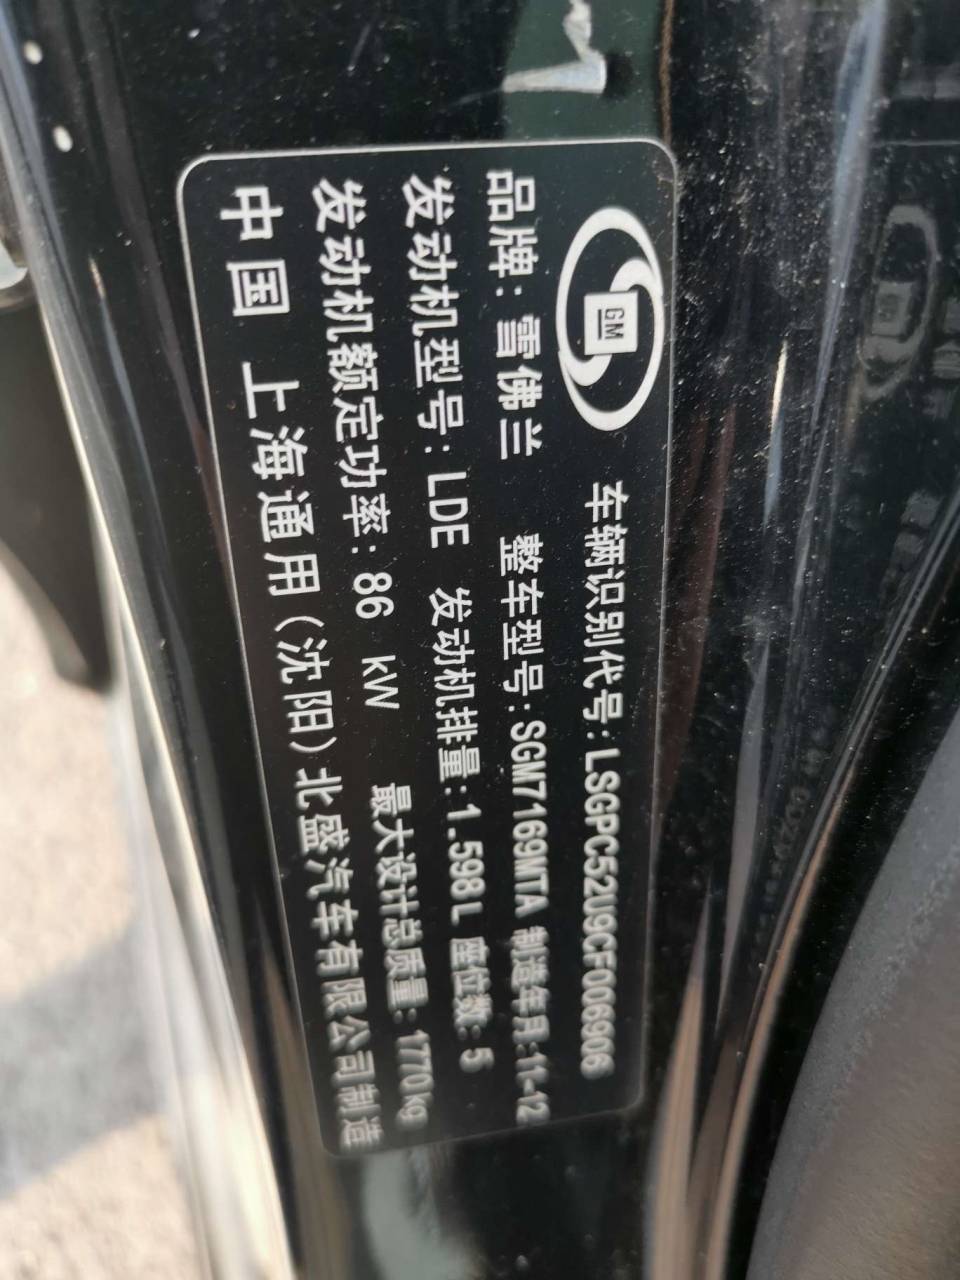 GM
车辆识别代号:LSGPC52U9CF006906
品牌:雪佛兰 整车型号:SGM7169MTA 制造年月:11-12
发动机型号:LDE 发动机排量:1.598L 座位数:5
发动机额定功率:86 kW 最大设计总质量:1770kg
中国 上海通用(沈阳)北盛汽车有限公司制造